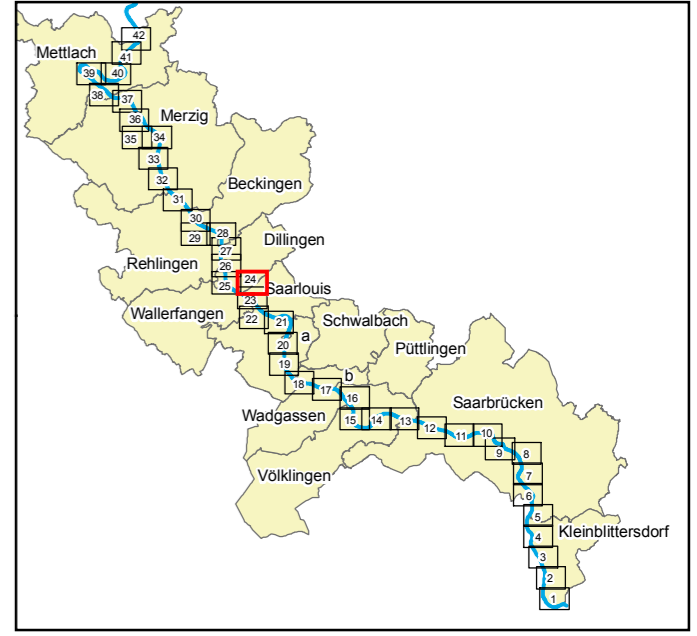 42
Mettlach
41
39
40
38
37
Merzig
36
35
34
33
32
Beckingen
31
30
29
28
Dillingen
27
Rehlingen
26
24
25
Saarlouis
23
Wallerfangen
22
21
Schwalbach
a
20
Püttlingen
19
b
18
17
16
Saarbrücken
Wadgassen
15
14
13
12
11
10
9
8
Völklingen
7
6
5
Kleinblittersdorf
4
3
2
1